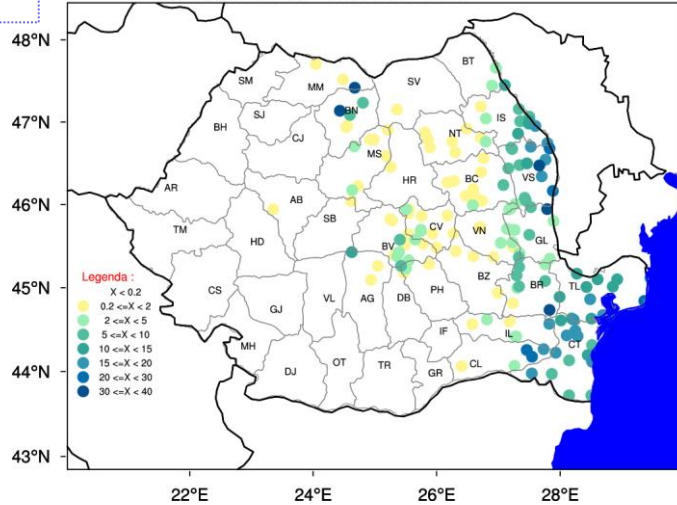 48°N
47°N
46°N
45°N
44°N
43°N
BT
SM
MM
SV
BN
SJ
IS
BH
CJ
NT
MS
HR
BC
VS
AR
AB
TM
SB
CV
VN
HD
BV
GL
Legenda :
X < 0.2
0.2 <=X < 2
2 <=X < 5
5 <=X < 10
10 <=X < 15
15 <=X < 20
20 <=X < 30
30 <=X < 40
CS
BZ
BR
TL
VL
AG
DB
PH
GJ
IF
IL
CT
MH
DJ
OT
TR
GR
CL
22°E
24°E
26°E
28°E